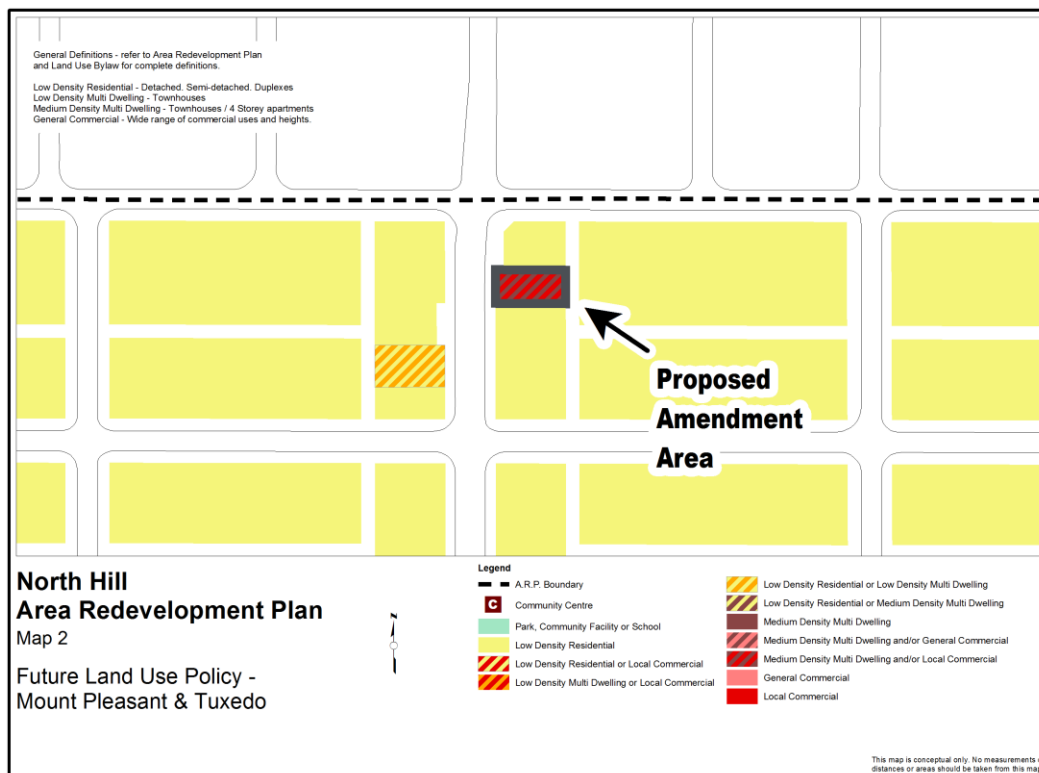 General Definitions - refer to Area Redevelopment Plan
and Land Use Bylaw for complete definitions.
Low Density Residential - Detached. Semi-detached. Duplexes
Low Density Multi Dwelling - Townhouses
Medium Density Multi Dwelling - Townhouses / 4 Storey apartments
General Commercial - Wide range of commercial uses and heights.
Proposed
Amendment
Area
North Hill
Area Redevelopment Plan
Map 2
Future Land Use Policy -
Mount Pleasant & Tuxedo
N
Legend
A.R.P. Boundary
C
Community Centre
Park, Community Facility or School
Low Density Residential
Low Density Residential or Local Commercial
Low Density Multi Dwelling or Local Commercial
Low Density Residential or Low Density Multi Dwelling
Low Density Residential or Medium Density Multi Dwelling
Medium Density Multi Dwelling
Medium Density Multi Dwelling and/or General Commercial
Medium Density Multi Dwelling and/or Local Commercial
General Commercial
Local Commercial
This map is conceptual only. No measurements
distances or areas should be taken from this map